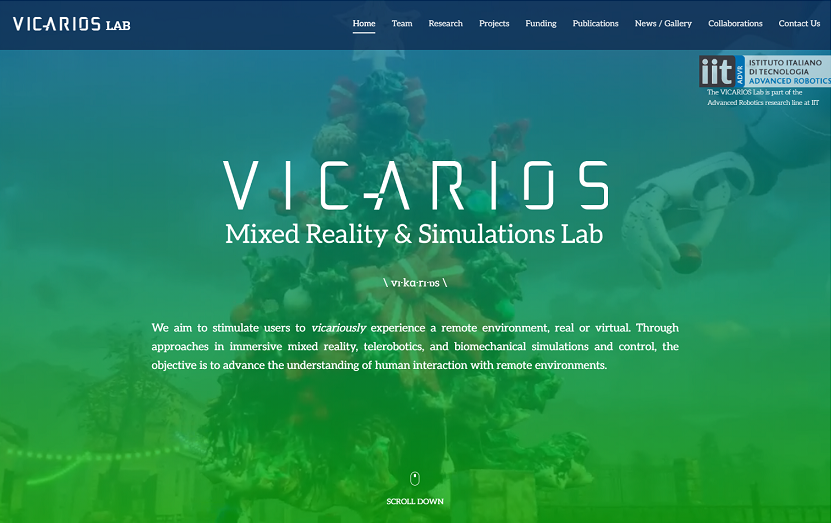 VICARIOS LAB
Home Team Research Projects Funding Publications News / Gallery Collaborations Contact Us
iit ADVR
ISTITUTO ITALIANO
DI TECNOLOGIA
ADVANCED ROBOTICS
The VICARIOS Lab is part of the
Advanced Robotics research line at IIT
VICARIOS
Mixed Reality & Simulations Lab
\ vɪ·kɑ·rɪ·ɒs \
We aim to stimulate users to vicariously experience a remote environment, real or virtual. Through
approaches in immersive mixed reality, telerobotics, and biomechanical simulations and control, the
objective is to advance the understanding of human interaction with remote environments.
SCROLL DOWN